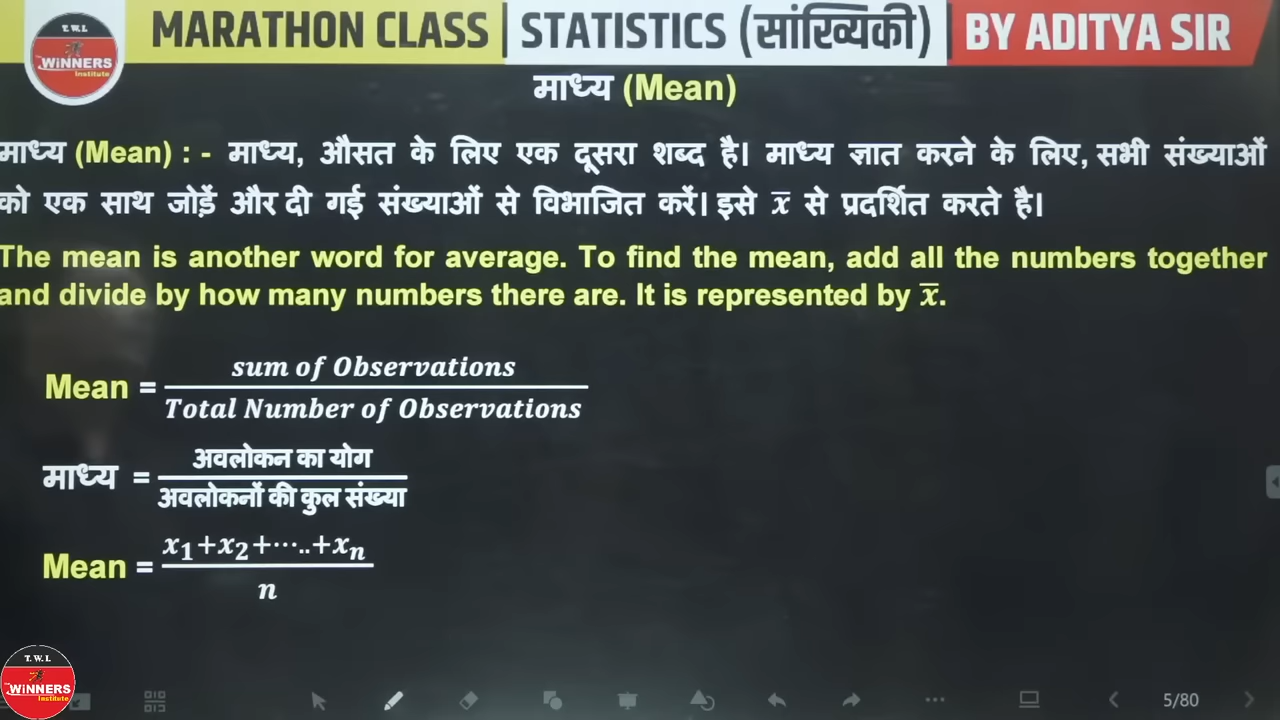 T.W.I.
THE WINNERS
Institute
MARATHON CLASS STATISTICS (सांख्यिकी) BY ADITYA SIR
माध्य (Mean)
माध्य (Mean) : - माध्य, औसत के लिए एक दूसरा शब्द है। माध्य ज्ञात करने के लिए, सभी संख्याओं
को एक साथ जोड़ें और दी गई संख्याओं से विभाजित करें। इसे x̅ से प्रदर्शित करते है।
The mean is another word for average. To find the mean, add all the numbers together
and divide by how many numbers there are. It is represented by x̅.
Mean = sum of Observations / Total Number of Observations
माध्य = अवलोकन का योग / अवलोकनों की कुल संख्या
Mean = x₁+x₂+⋯..+xₙ / n
T.W.I.
THE WINNERS
Institute
5/80